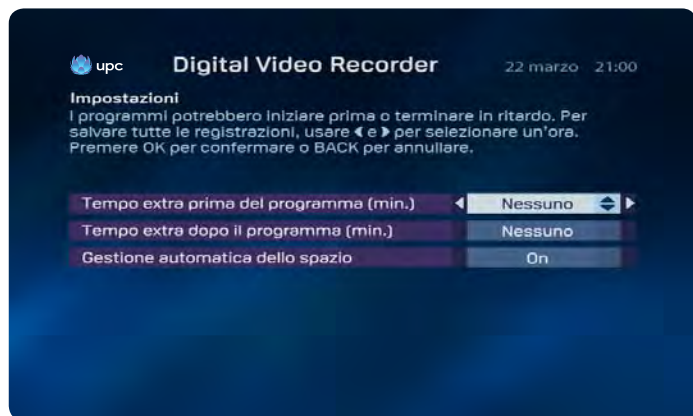 upc Digital Video Recorder 22 marzo 21:00
Impostazioni
I programmi potrebbero iniziare prima o terminare in ritardo. Per
salvare tutte le registrazioni, usare e per selezionare un'ora.
Premere OK per confermare o BACK per annullare.
Tempo extra prima del programma (min.) Nessuno
Tempo extra dopo il programma (min.) Nessuno
Gestione automatica dello spazio On